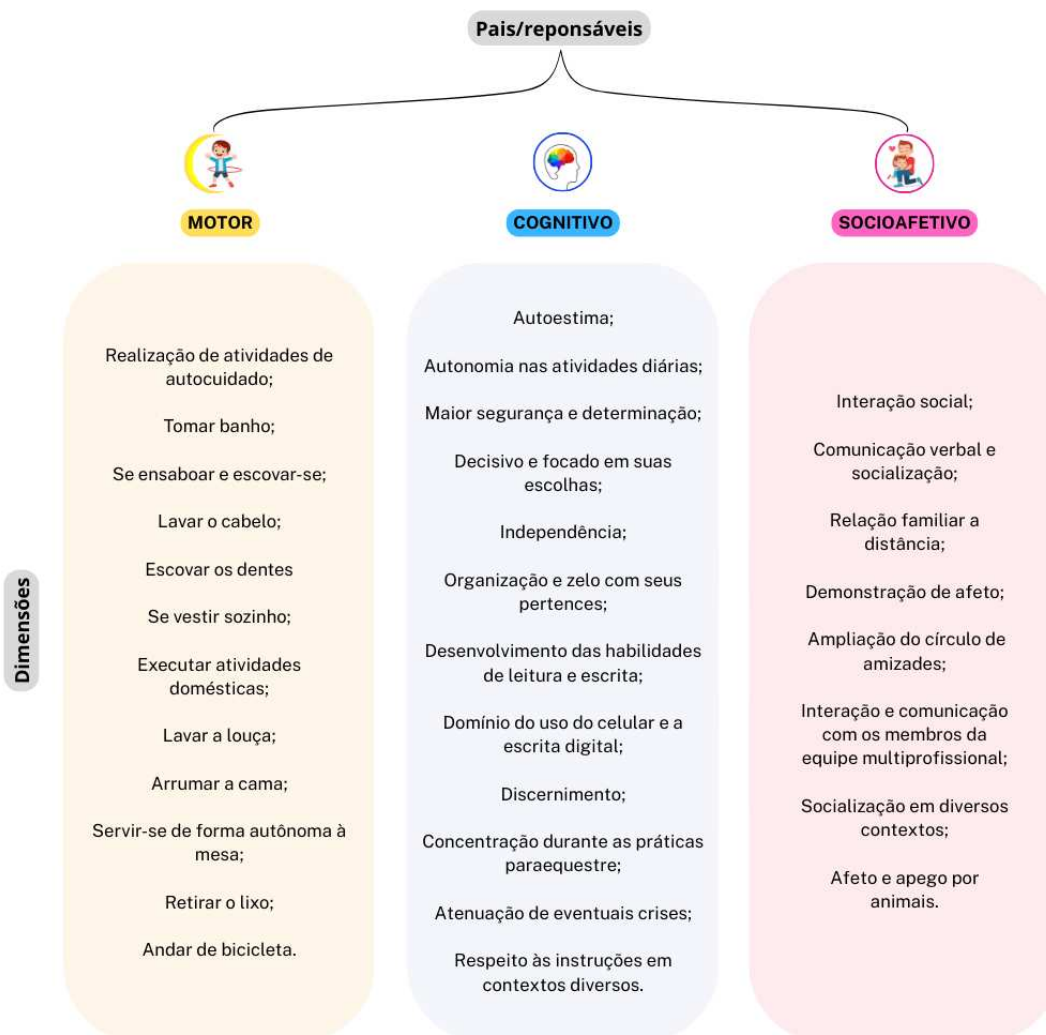 Pais/reponsáveis
MOTOR
Realização de atividades de
autocuidado;
Tomar banho;
Se ensaboar e escovar-se;
Lavar o cabelo;
Escovar os dentes
Se vestir sozinho;
Executar atividades
domésticas;
Lavar a louça;
Arrumar a cama;
Servir-se de forma autônoma à
mesa;
Retirar o lixo;
Andar de bicicleta.
COGNITIVO
Autoestima;
Autonomia nas atividades diárias;
Maior segurança e determinação;
Decisivo e focado em suas
escolhas;
Independência;
Organização e zelo com seus
pertences;
Desenvolvimento das habilidades
de leitura e escrita;
Domínio do uso do celular e a
escrita digital;
Discernimento;
Concentração durante as práticas
paraequestre;
Atenuação de eventuais crises;
Respeito às instruções em
contextos diversos.
SOCIOAFETIVO
Interação social;
Comunicação verbal e
socialização;
Relação familiar a
distância;
Demonstração de afeto;
Ampliação do círculo de
amizades;
Interação e comunicação
com os membros da
equipe multiprofissional;
Socialização em diversos
contextos;
Afeto e apego por
animais.
Dimensões